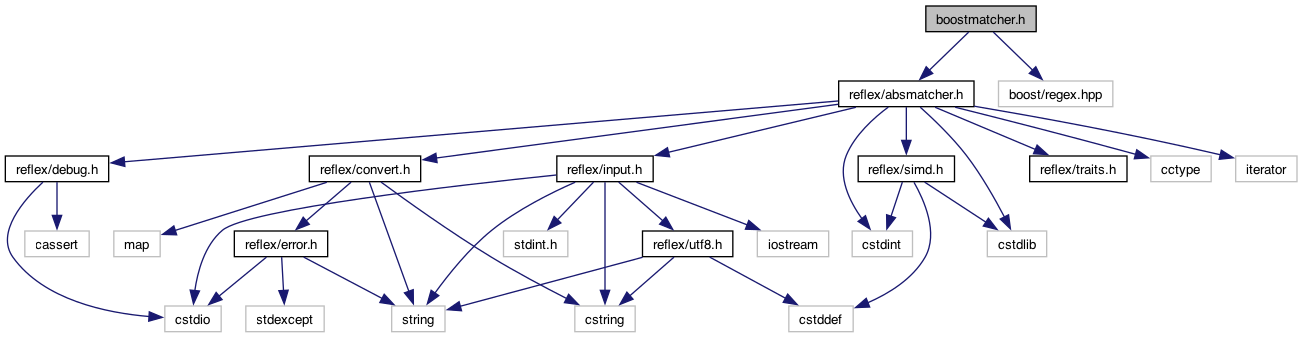 boostmatcher.h
reflex/absmatcher.h
boost/regex.hpp
reflex/debug.h
reflex/convert.h
reflex/input.h
reflex/simd.h
reflex/traits.h
cctype
iterator
cassert
map
reflex/error.h
stdint.h
reflex/utf8.h
iostream
cstdint
cstdlib
cstdio
stdexcept
string
cstring
cstddef